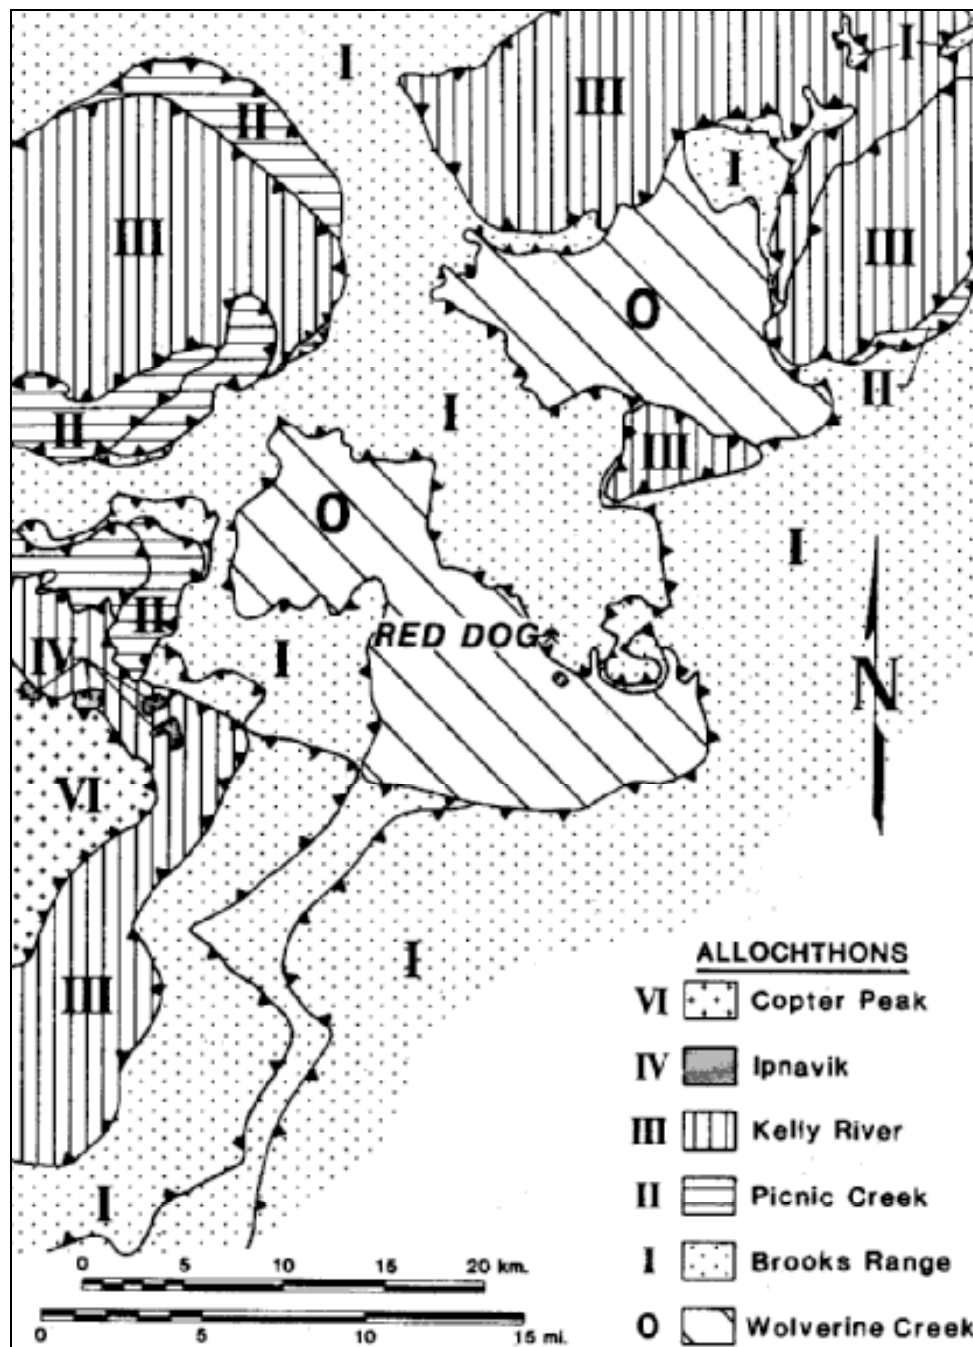 I
I
III
II
I
III
III
O
II
I
II
III
O
I
II
RED DOG
I
IV
N
VI
I
III
ALLOCHTHONS
VI Copter Peak
IV Ipnavik
III Kelly River
II Picnic Creek
I
I Brooks Range
O Wolverine Creek
0 5 10 15 20 km.
0 5 10 15 mi.